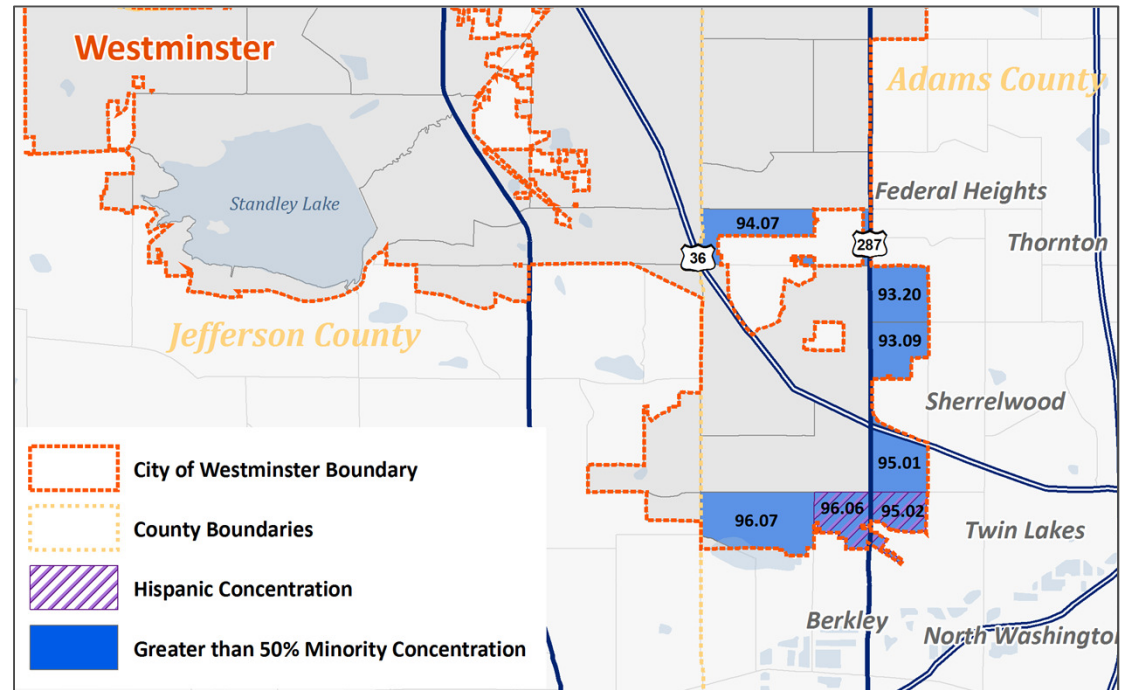 Westminster
Adams County
Standley Lake
Federal Heights
94.07
Thornton
36
287
93.20
Jefferson County
93.09
Sherrelwood
City of Westminster Boundary
95.01
County Boundaries
96.07
96.06
95.02
Twin Lakes
Hispanic Concentration
Berkley
North Washington
Greater than 50% Minority Concentration